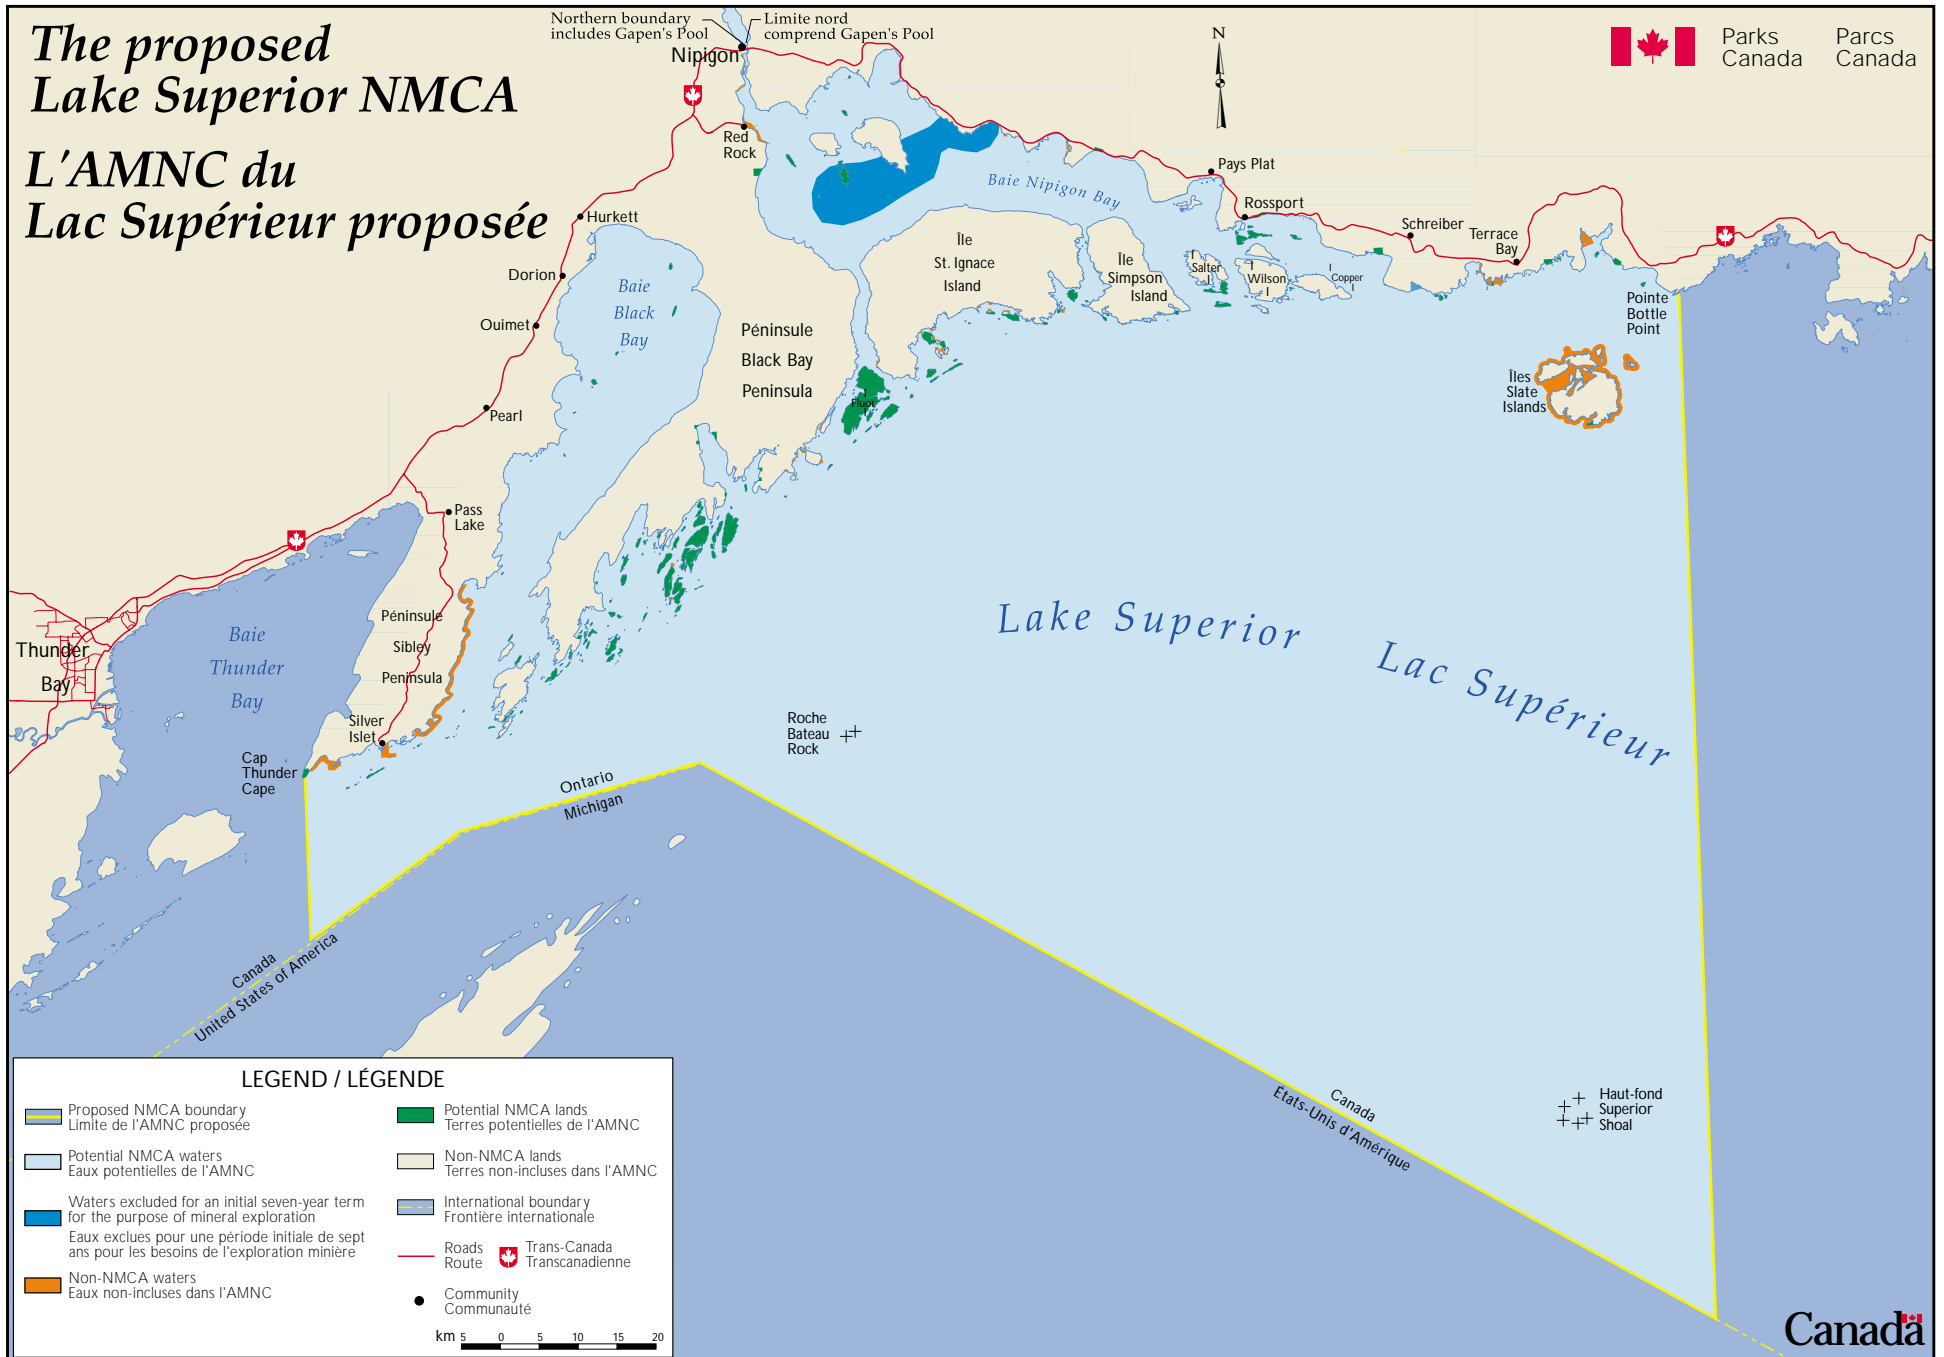 The proposed
Lake Superior NMCA
L'AMNC du
Lac Supérieur proposée
Northern boundary
includes Gapen's Pool
Limite nord
comprend Gapen's Pool
Nipigon
N
Parks
Canada
Parcs
Canada
Red
Rock
Pays Plat
Baie Nipigon Bay
Rossport
Hurkett
Schreiber
Terrace
Bay
Île
St. Ignace
Island
Île
Simpson
Island
Salter
I
I
Wilson
I
I
Copper
I
I
Dorion
Baie
Black
Bay
Ouimet
Péninsule
Black Bay
Peninsula
Pointe
Bottle
Point
Îles
Slate
Islands
Fluor
I
I
Pearl
Pass
Lake
Péninsule
Sibley
Peninsula
Lake Superior
Lac Supérieur
Thunder
Bay
Baie
Thunder
Bay
Silver
Islet
Cap
Thunder
Cape
Roche
Bateau
Rock
Ontario
Michigan
Canada
United States of America
Canada
États-Unis d'Amérique
Haut-fond
Superior
Shoal
LEGEND / LÉGENDE
Proposed NMCA boundary
Limite de l'AMNC proposée
Potential NMCA waters
Eaux potentielles de l'AMNC
Waters excluded for an initial seven-year term
for the purpose of mineral exploration
Eaux exclues pour une période initiale de sept
ans pour les besoins de l'exploration minière
Non-NMCA waters
Eaux non-incluses dans l'AMNC
Potential NMCA lands
Terres potentielles de l'AMNC
Non-NMCA lands
Terres non-incluses dans l'AMNC
International boundary
Frontière internationale
Roads
Route
Trans-Canada
Transcanadienne
Community
Communauté
km 5 0 5 10 15 20
Canada